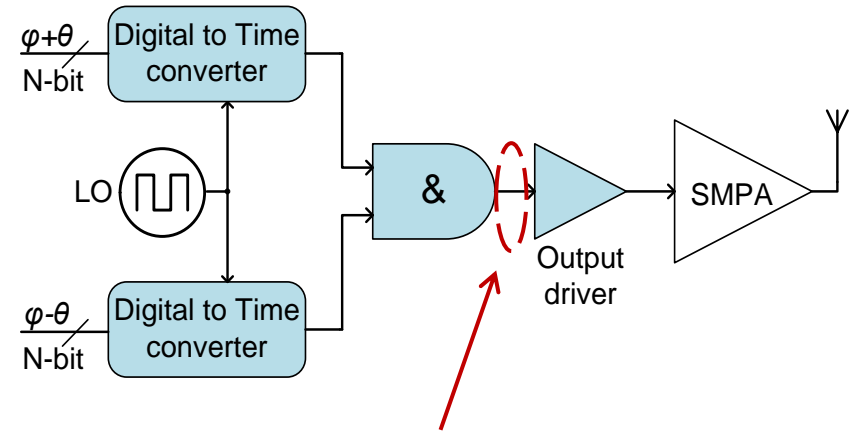 φ+θ
N-bit
Digital to Time
converter
LO
&
Output
driver
SMPA
φ-θ
N-bit
Digital to Time
converter